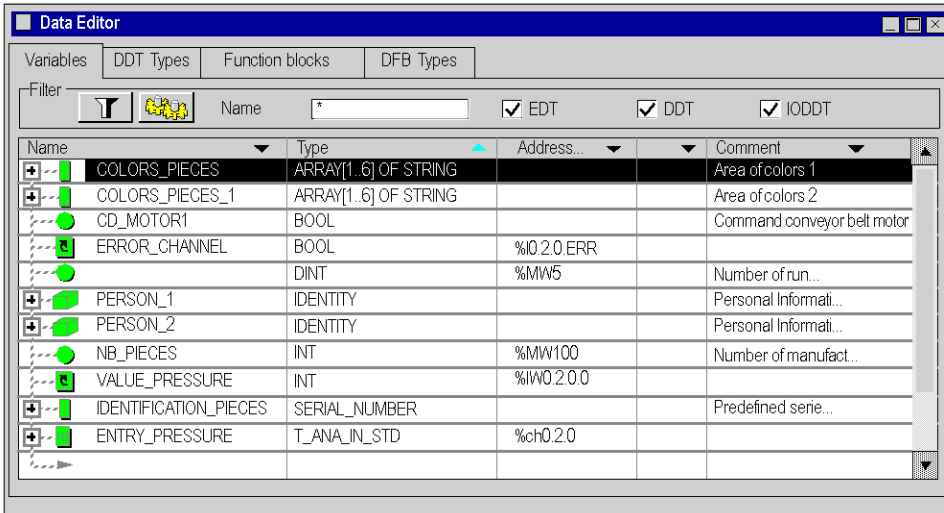 Data Editor
Variables DDT Types Function blocks DFB Types
Filter
Name * EDT DDT IODDT
Name Type Address... Comment
COLORS_PIECES ARRAY[1..6] OF STRING Area of colors 1
COLORS_PIECES_1 ARRAY[1..6] OF STRING Area of colors 2
CD_MOTOR1 BOOL Command conveyor belt motor
ERROR_CHANNEL BOOL %I0.2.0.ERR
DINT %MW5 Number of run...
PERSON_1 IDENTITY Personal Informati...
PERSON_2 IDENTITY Personal Informati...
NB_PIECES INT %MW100 Number of manufact...
VALUE_PRESSURE INT %IW0.2.0.0
IDENTIFICATION_PIECES SERIAL_NUMBER Predefined serie...
ENTRY_PRESSURE T_ANA_IN_STD %ch0.2.0